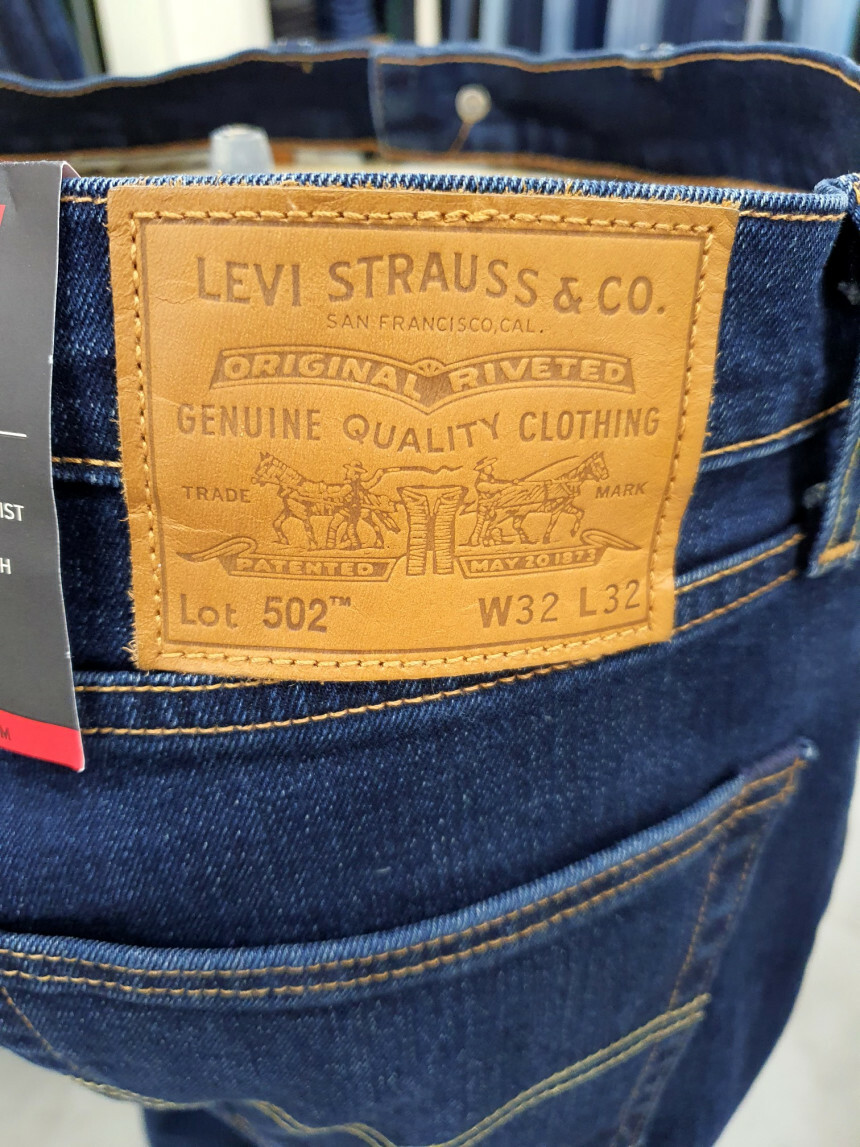 LEVI STRAUSS & CO.
SAN FRANCISCO, CAL.
ORIGINAL RIVETED
GENUINE QUALITY CLOTHING
TRADE MARK
PATENTED MAY 20 1873
Lot 502™ W32 L32